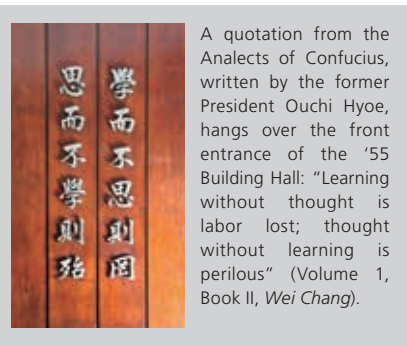 學而不思則罔
思而不學則殆
A quotation from the
Analects of Confucius,
written by the former
President Ouchi Hyoe,
hangs over the front
entrance of the ‘55
Building Hall: “Learning
without thought is
labor lost; thought
without learning is
perilous” (Volume 1,
Book II, Wei Chang).